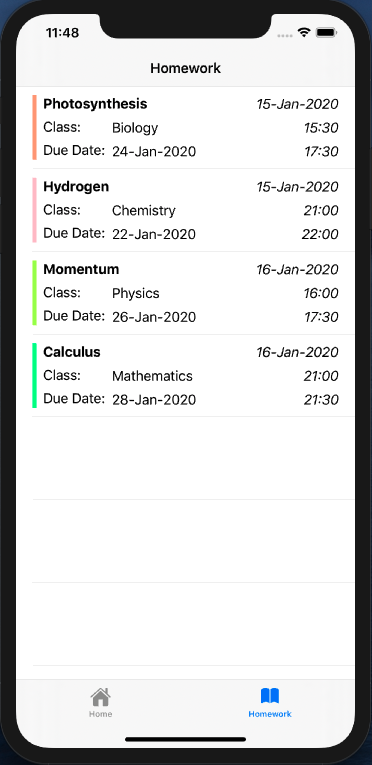 11:48
Homework
Photosynthesis 15-Jan-2020
Class: Biology 15:30
Due Date: 24-Jan-2020 17:30
Hydrogen 15-Jan-2020
Class: Chemistry 21:00
Due Date: 22-Jan-2020 22:00
Momentum 16-Jan-2020
Class: Physics 16:00
Due Date: 26-Jan-2020 17:30
Calculus 16-Jan-2020
Class: Mathematics 21:00
Due Date: 28-Jan-2020 21:30
Home Homework